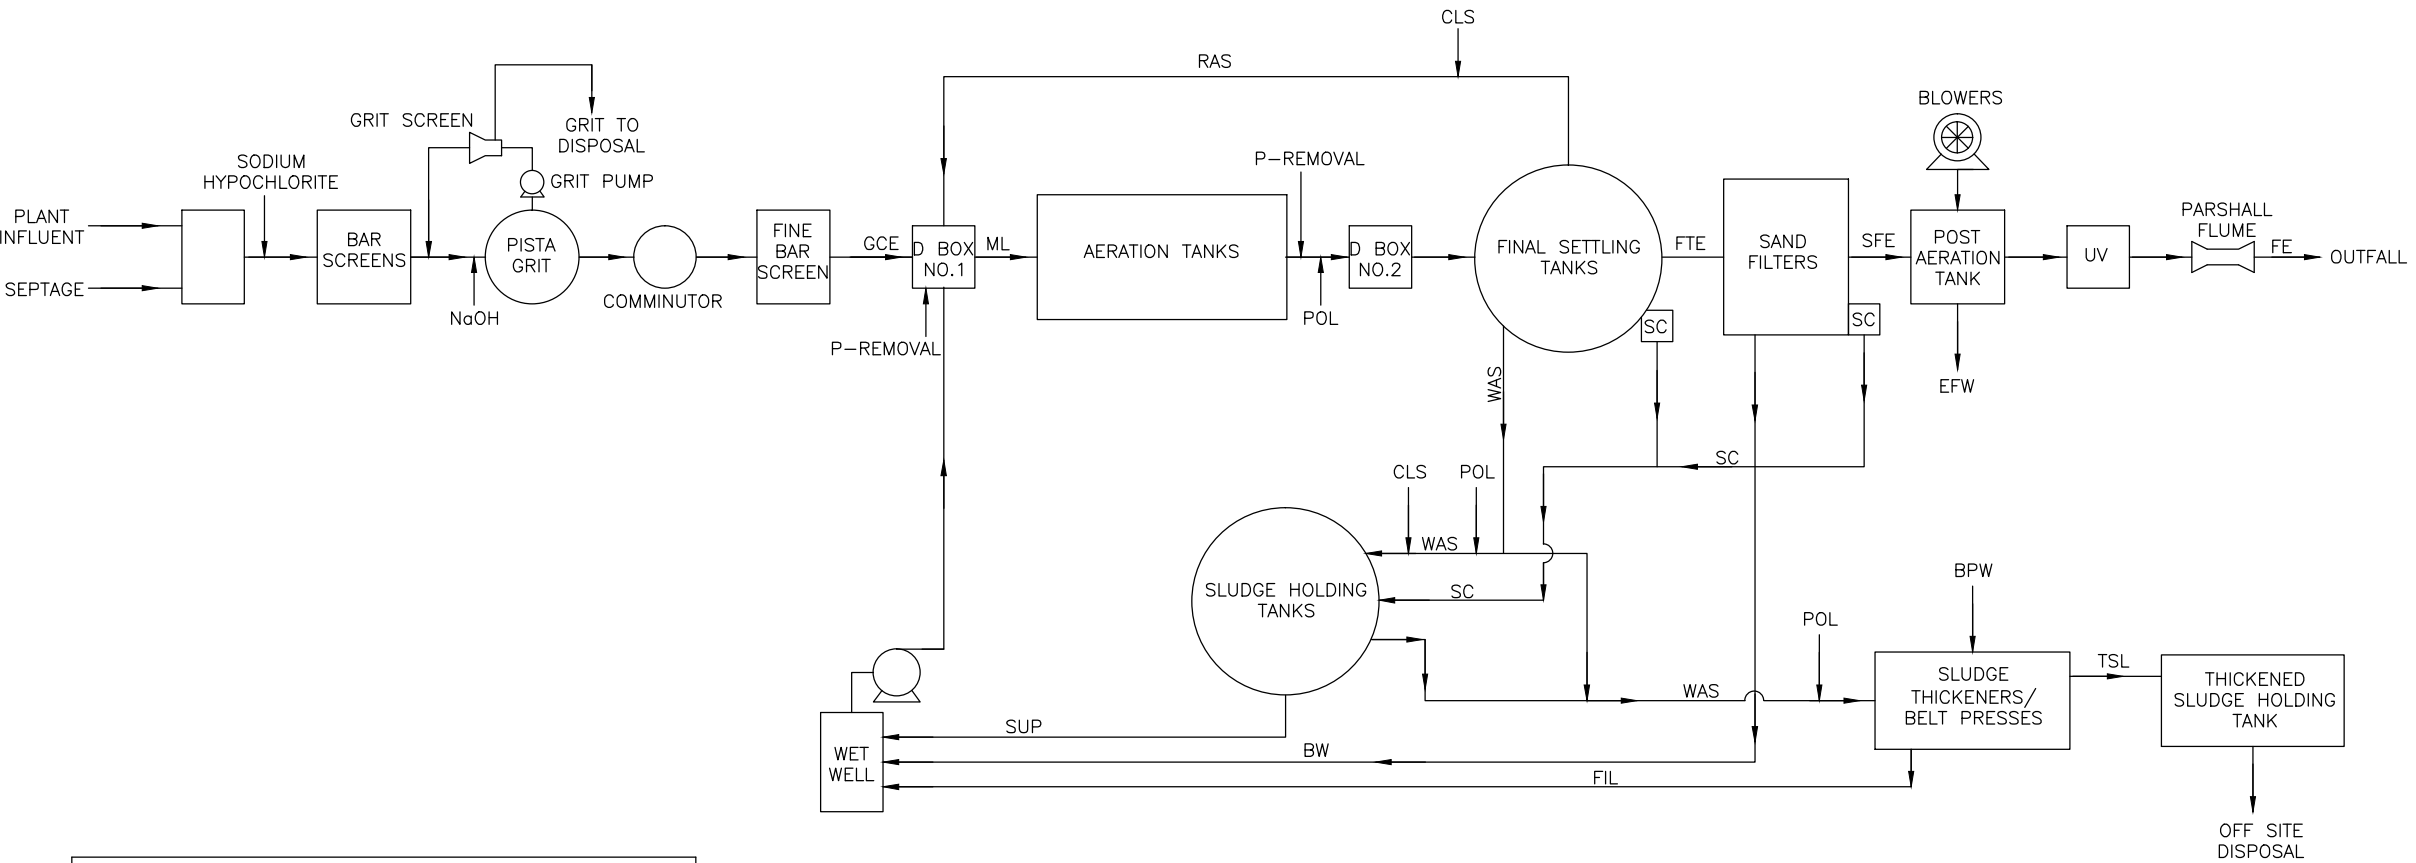 CLS
RAS
BLOWERS
GRIT SCREEN
GRIT TO
DISPOSAL
SODIUM
HYPOCHLORITE
GRIT PUMP
P-REMOVAL
PLANT
INFLUENT
SEPTAGE
BAR
SCREENS
NaOH
PISTA
GRIT
COMMINUTOR
FINE
BAR
SCREEN
GCE
D BOX
NO.1
P-REMOVAL
ML
AERATION TANKS
POL
D BOX
NO.2
FINAL SETTLING
TANKS
SC
FTE
SAND
FILTERS
SC
SFE
POST
AERATION
TANK
EFW
UV
PARSHALL
FLUME
FE
OUTFALL
WAS
SC
CLS
POL
WAS
SC
SLUDGE HOLDING
TANKS
BPW
POL
WAS
SLUDGE
THICKENERS/
BELT PRESSES
TSL
THICKENED
SLUDGE HOLDING
TANK
OFF SITE
DISPOSAL
SUP
BW
FIL
WET
WELL